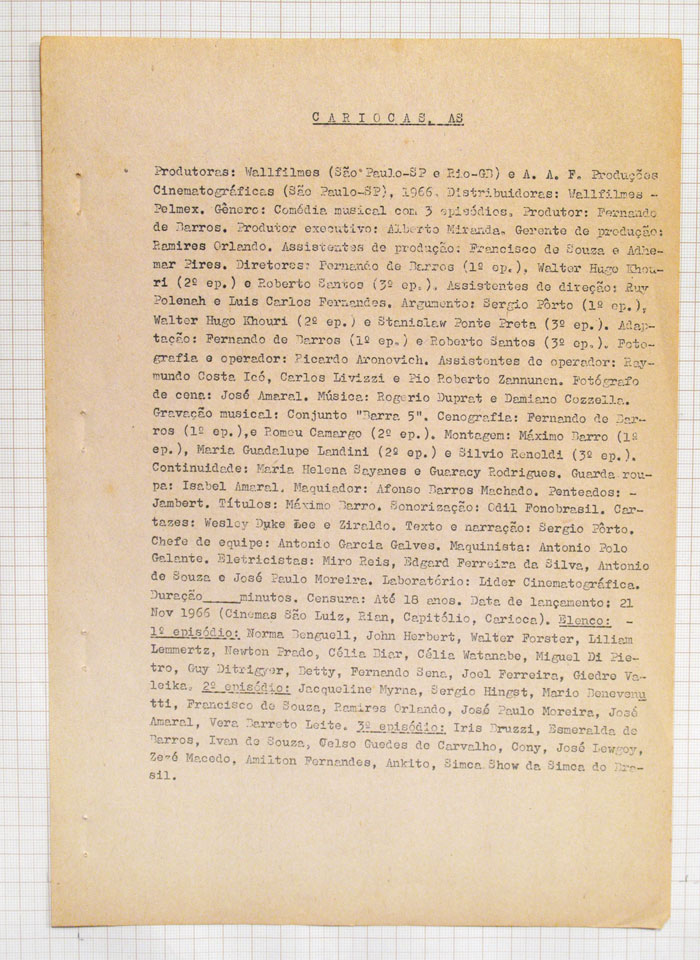 CARIOCAS, AS
Produtoras: Wallfilmes (São Paulo-SP e Rio-GB) e A. A. F. Produções
Cinematográficas (São Paulo-SP), 1966. Distribuidoras: Wallfilmes -
Pelmex. Gênero: Comédia musical com 3 episódios. Produtor: Fernando
de Barros. Produtor executivo: Alberto Miranda. Gerente de produção:
Ramires Orlando. Assistentes de produção: Francisco de Souza e Adhe-
mar Pires. Diretores: Fernando de Barros (1º ep.), Walter Hugo Khou-
ri (2º ep.) e Roberto Santos (3º ep.). Assistentes de direção: Ruy
Polenah e Luis Carlos Fernandes. Argumento: Sergio Pôrto (1º ep.),
Walter Hugo Khouri (2º ep.) e Stanislaw Ponte Preta (3º ep.). Adap-
tação: Fernando de Barros (1º ep) e Roberto Santos (3º ep.). Foto-
grafia e operador: Ricardo Aronovich. Assistentes de operador: Ray-
mundo Costa Icó, Carlos Livizzi e Pio Roberto Zannunen. Fotógrafo
de cena: José Amaral. Música: Rogerio Duprat e Damiano Cozzella.
Gravação musical: Conjunto "Barra 5". Cenografia: Fernando de Bar-
ros (1º ep.),e Romeu Camargo (2º ep.). Montagem: Máximo Barro (1º
ep.), Maria Guadalupe Landini (2º ep.) e Silvio Renoldi (3º ep.).
Continuidade: Maria Helena Sayanes e Guaracy Rodrigues. Guarda rou-
pa: Isabel Amaral. Maquiador: Afonso Barros Machado. Penteados: -
Jambert. Títulos: Máximo Barro. Sonorização: Odil Fonobrasil. Car-
tazes: Wesley Duke Lee e Ziraldo. Texto e narração: Sergio Pôrto.
Chefe de equipe: Antonio Garcia Galves. Maquinista: Antonio Polo
Galante. Eletricistas: Miro Reis, Edgard Ferreira da Silva, Antonio
de Souza e José Paulo Moreira. Laboratório: Lider Cinematográfica.
Duração____minutos. Censura: Até 18 anos. Data de lançamento: 21
Nov 1966 (Cinemas São Luiz, Rian, Capitólio, Carioca). Elenco: -
1º episódio: Norma Benguell, John Herbert, Walter Forster, Liliam
Lemmertz, Newton Prado, Célia Biar, Célia Watanabe, Miguel Di Pie-
tro, Guy Ditrigyer, Betty, Fernando Sena, Joel Ferreira, Giedre Va-
leika. 2º episódio: Jacqueline Myrna, Sergio Hingst, Mario Benevenu
tti, Francisco de Souza, Ramires Orlando, José Paulo Moreira, José
Amaral, Vera Barreto Leite. 3º episódio: Iris Bruzzi, Esmeralda de
Barros, Ivan de Souza, Celso Guedes de Carvalho, Cony, José Lewgoy,
Zezé Macedo, Amilton Fernandes, Ankito, Simca Show da Simca do Bra-
sil.